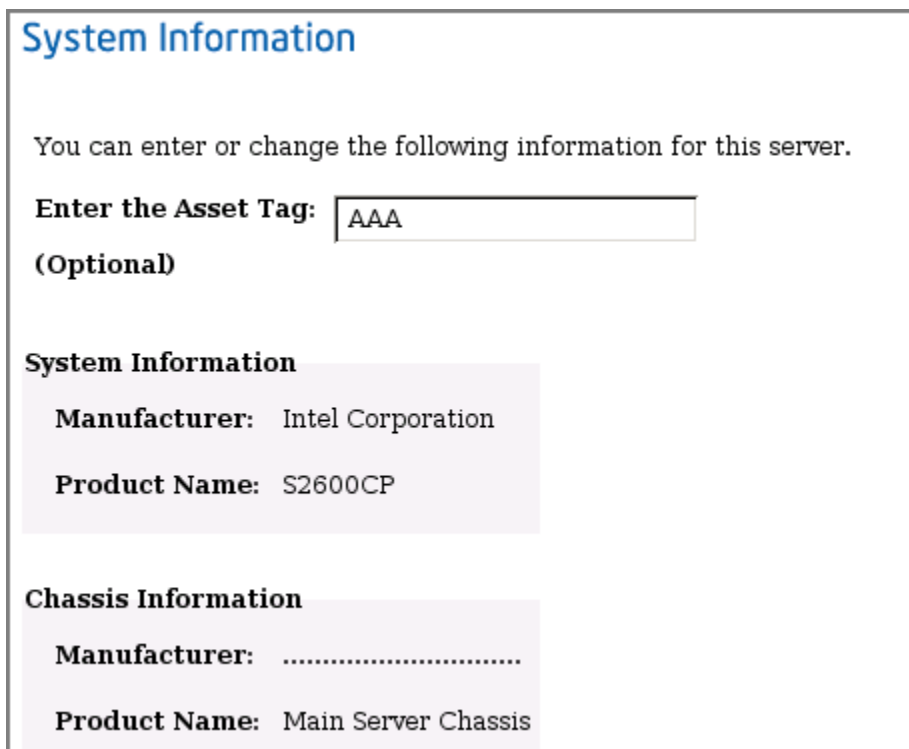 System Information
You can enter or change the following information for this server.
Enter the Asset Tag: AAA
(Optional)
System Information
Manufacturer: Intel Corporation
Product Name: S2600CP
Chassis Information
Manufacturer: ..............................
Product Name: Main Server Chassis